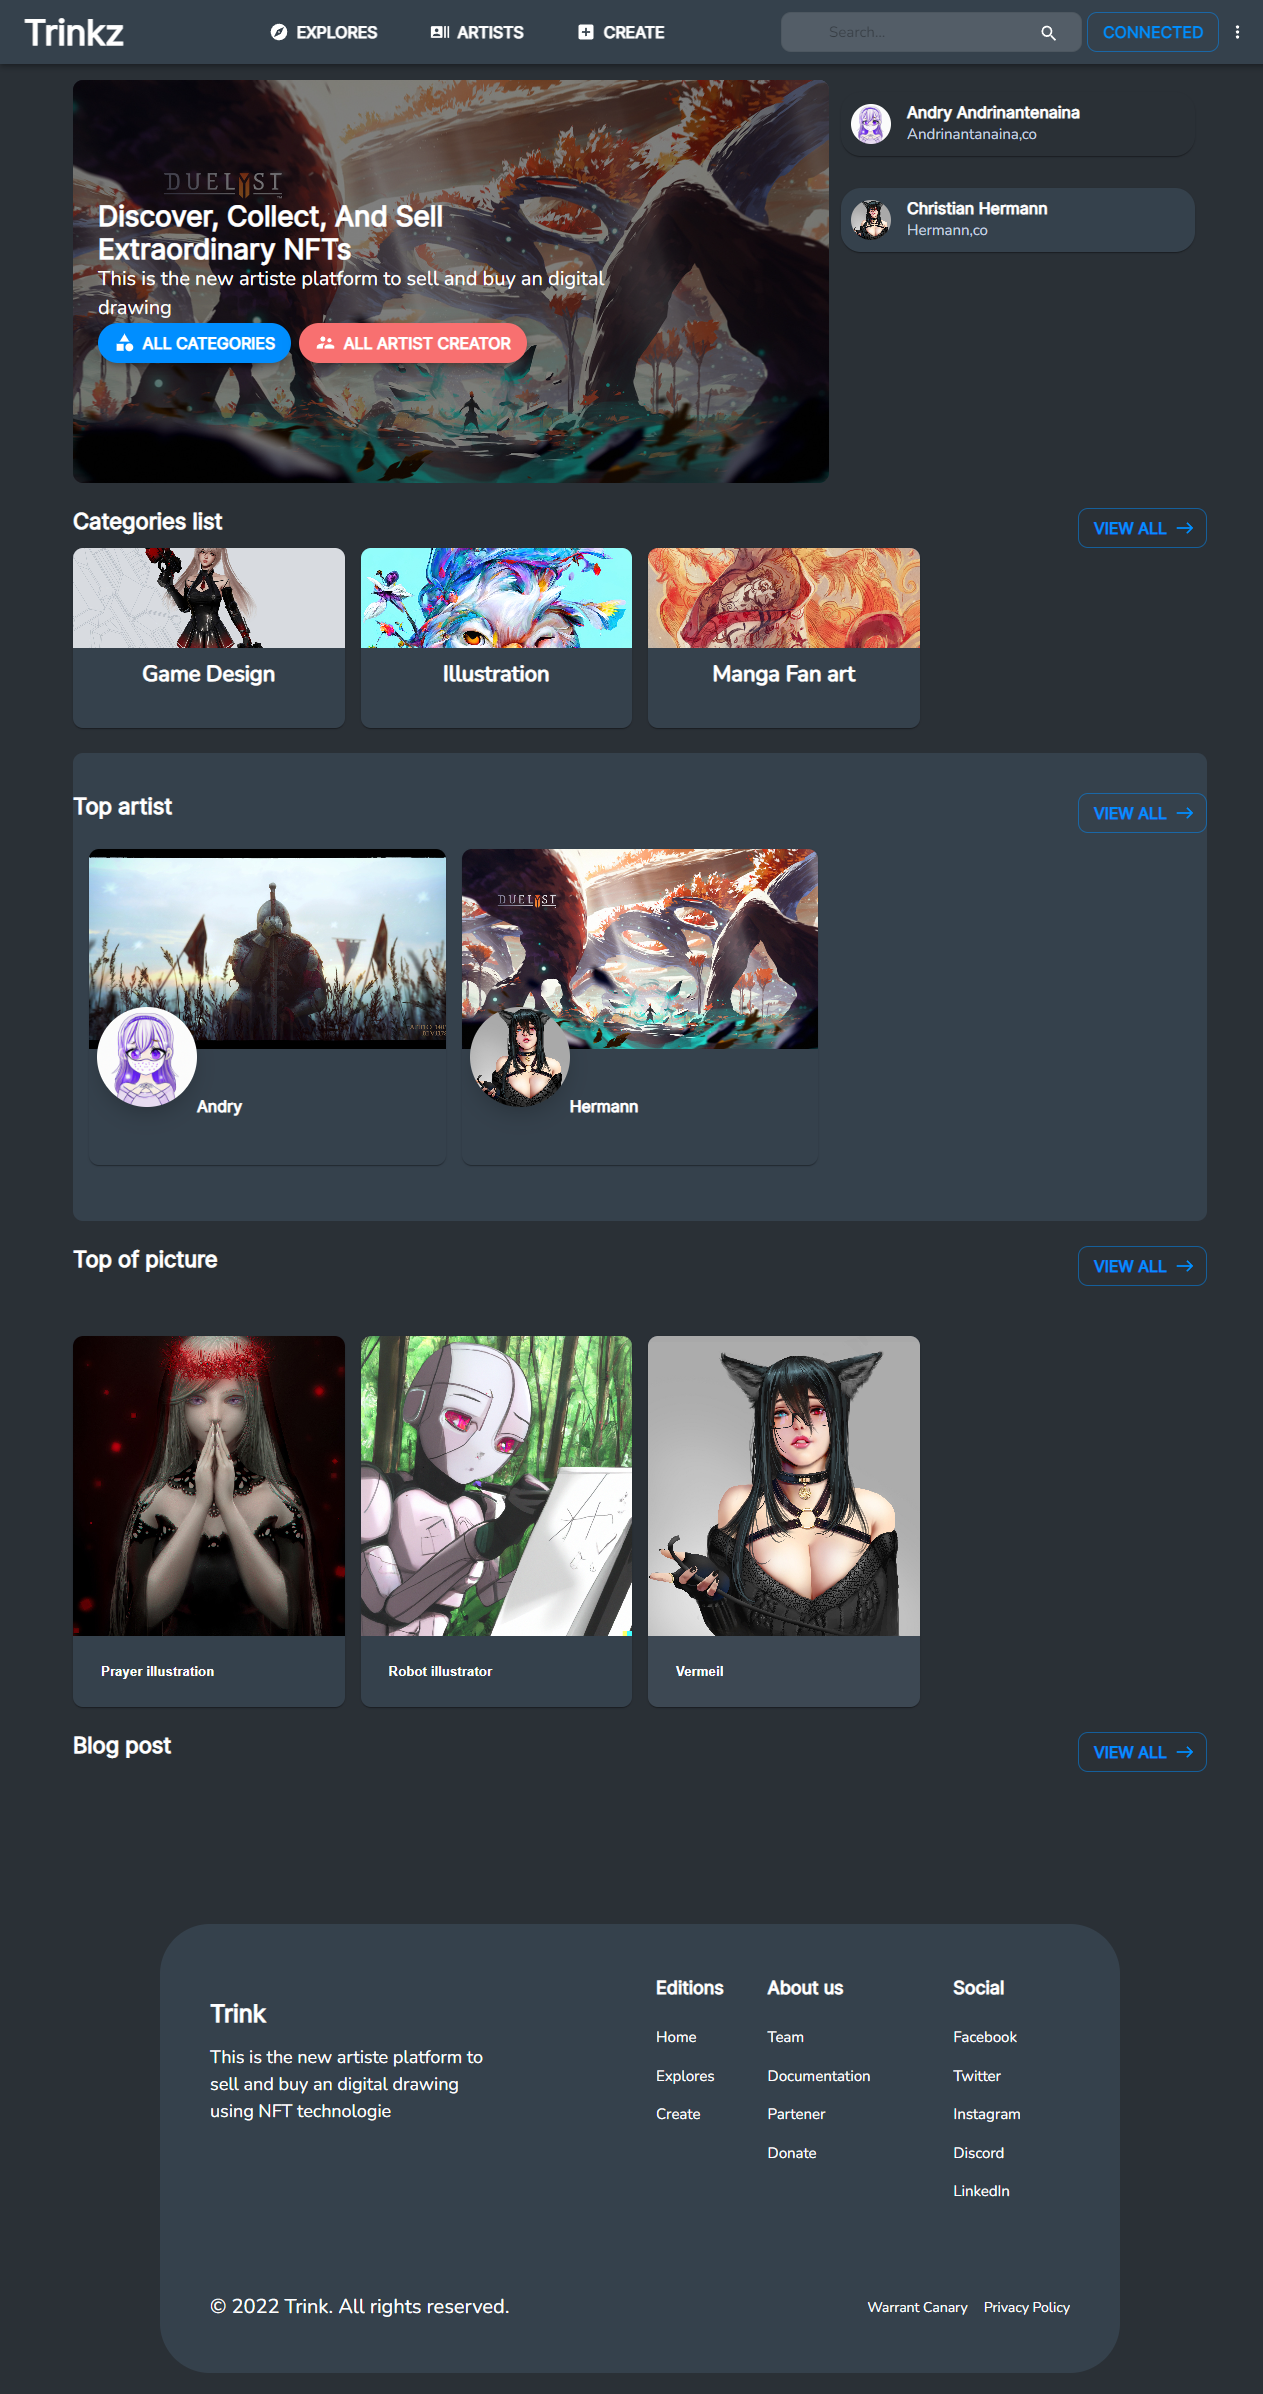 Trinkz
EXPLORES
ARTISTS
CREATE
Search...
CONNECTED
DUELYST
Discover, Collect, And Sell
Extraordinary NFTs
This is the new artiste platform to sell and buy an digital
drawing
ALL CATEGORIES
ALL ARTIST CREATOR
Andry Andrinantenaina
Andrinantanaina,co
Christian Hermann
Hermann,co
Categories list
VIEW ALL
Game Design
Illustration
Manga Fan art
Top artist
VIEW ALL
DUELYST
Andry
Hermann
Top of picture
VIEW ALL
Prayer illustration
Robot illustrator
Vermeil
Blog post
VIEW ALL
Trink
This is the new artiste platform to
sell and buy an digital drawing
using NFT technologie
Editions
Home
Explores
Create
About us
Team
Documentation
Partener
Donate
Social
Facebook
Twitter
Instagram
Discord
LinkedIn
© 2022 Trink. All rights reserved.
Warrant Canary
Privacy Policy